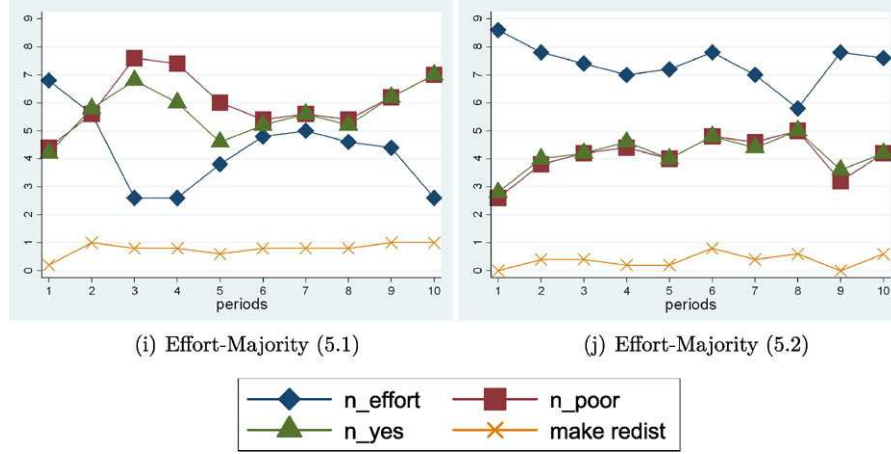 9 9
8 8
7 7
6 6
5 5
4 4
3 3
2 2
1 1
0 0
1 2 3 4 5 6 7 8 9 10 1 2 3 4 5 6 7 8 9 10
periods periods
(i) Effort-Majority (5.1) (j) Effort-Majority (5.2)
n_effort n_poor
n_yes make redist